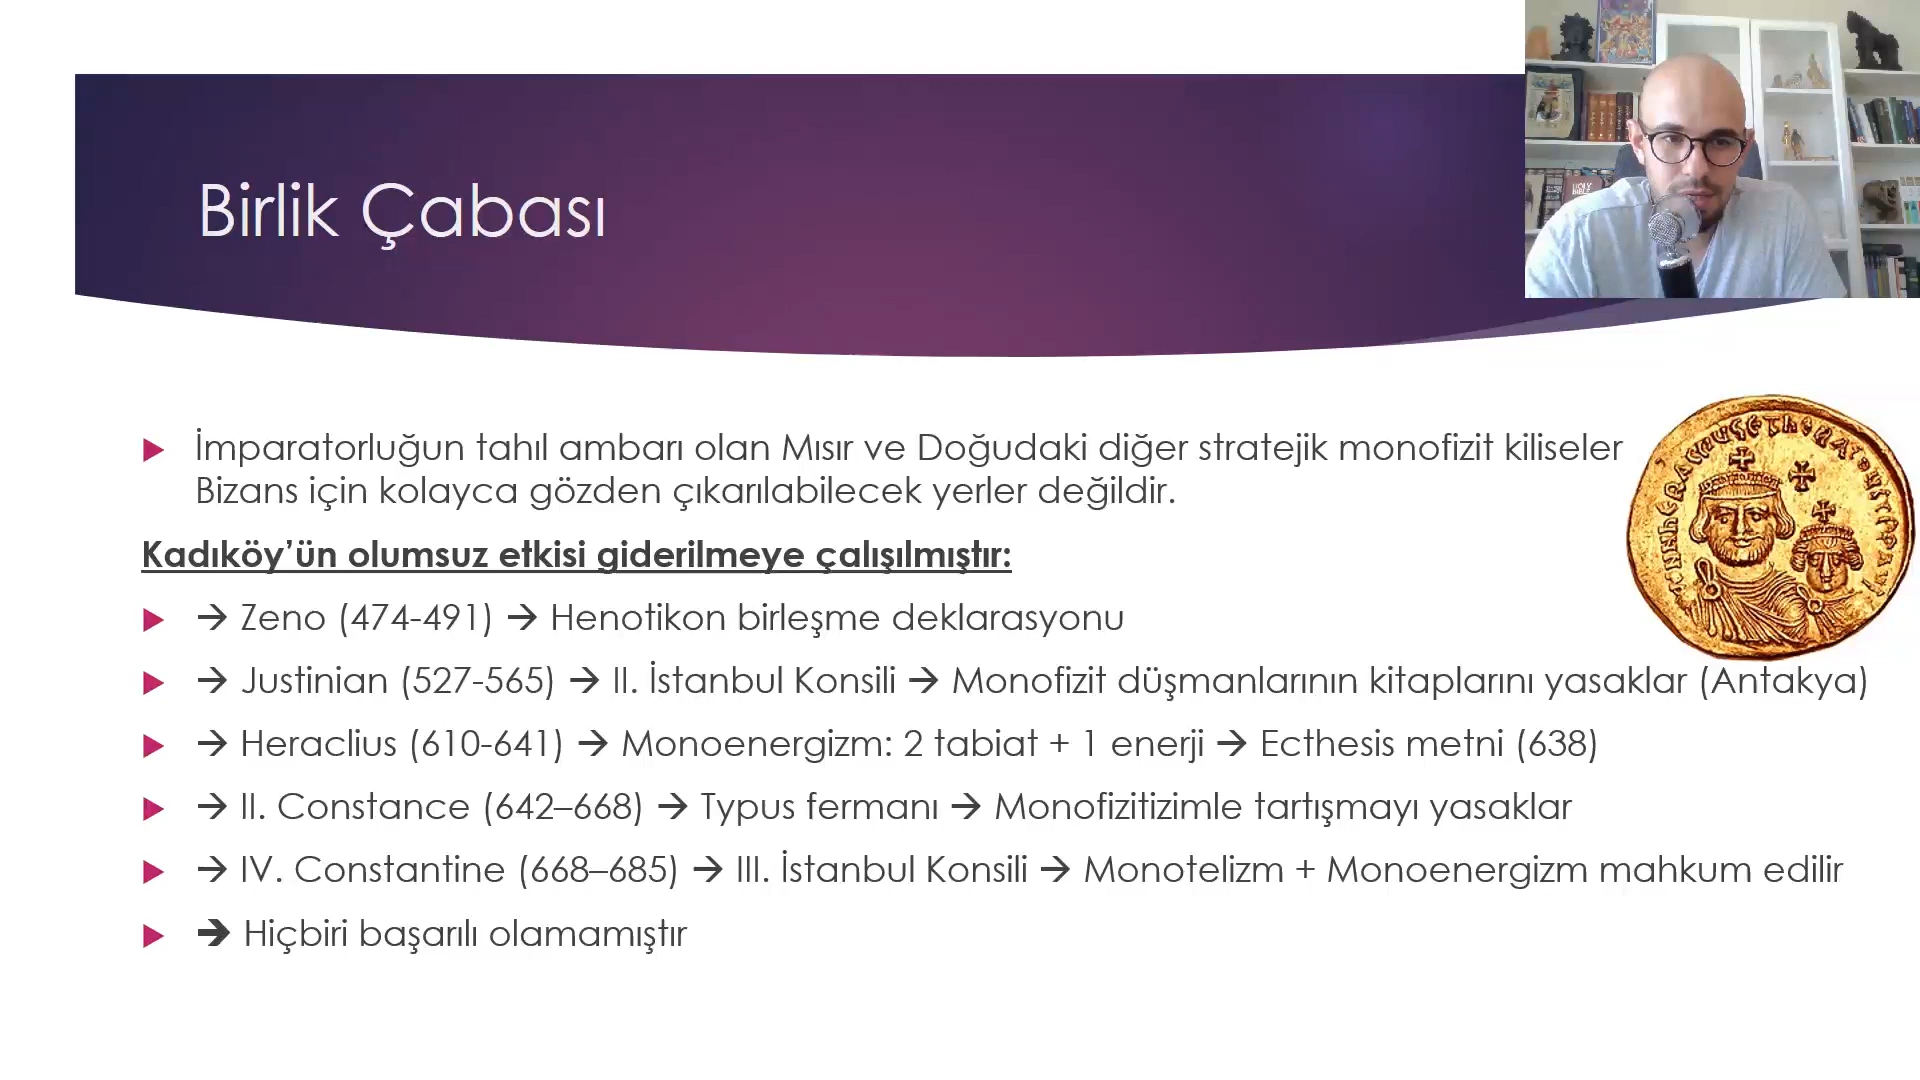 Birlik Çabası
HOLY BIBLE
İmparatorluğun tahıl ambarı olan Mısır ve Doğudaki diğer stratejik monofizit kiliseler
Bizans için kolayca gözden çıkarılabilecek yerler değildir.
Kadıköy’ün olumsuz etkisi giderilmeye çalışılmıştır:
→ Zeno (474-491) → Henotikon birleşme deklarasyonu
→ Justinian (527-565) → II. İstanbul Konsili → Monofizit düşmanlarının kitaplarını yasaklar (Antakya)
→ Heraclius (610-641) → Monoenergizm: 2 tabiat + 1 enerji → Ecthesis metni (638)
→ II. Constance (642–668) → Typus fermanı → Monofizitizimle tartışmayı yasaklar
→ IV. Constantine (668–685) → III. İstanbul Konsili → Monotelizm + Monoenergizm mahkum edilir
→ Hiçbiri başarılı olamamıştır